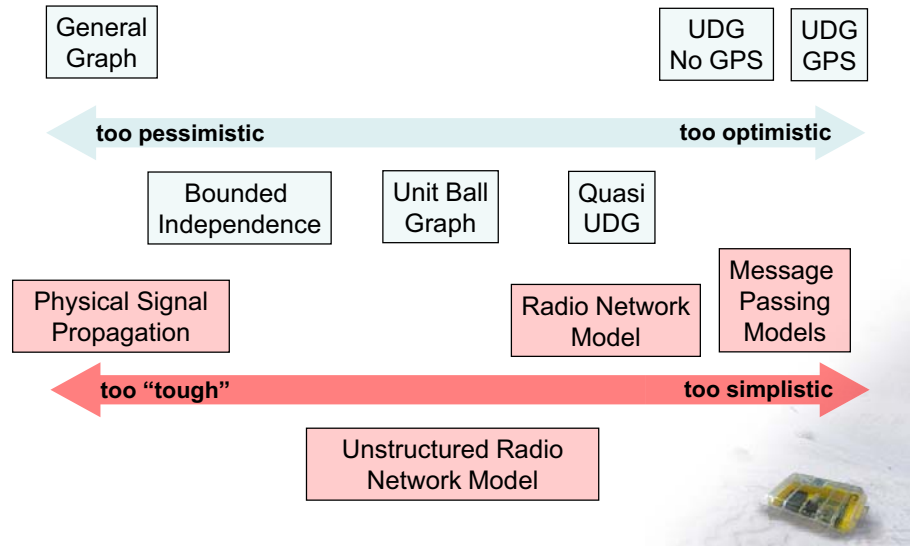 General
Graph
UDG
No GPS
UDG
GPS
too pessimistic
too optimistic
Bounded
Independence
Unit Ball
Graph
Quasi
UDG
Physical Signal
Propagation
Radio Network
Model
Message
Passing
Models
too “tough”
too simplistic
Unstructured Radio
Network Model